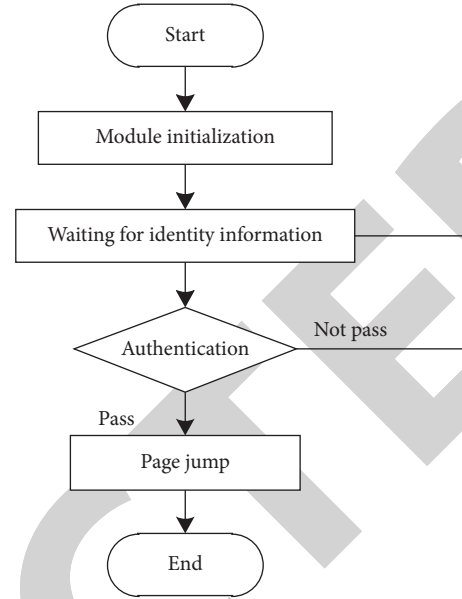 Start
Module initialization
Waiting for identity information
Authentication
Not pass
Pass
Page jump
End